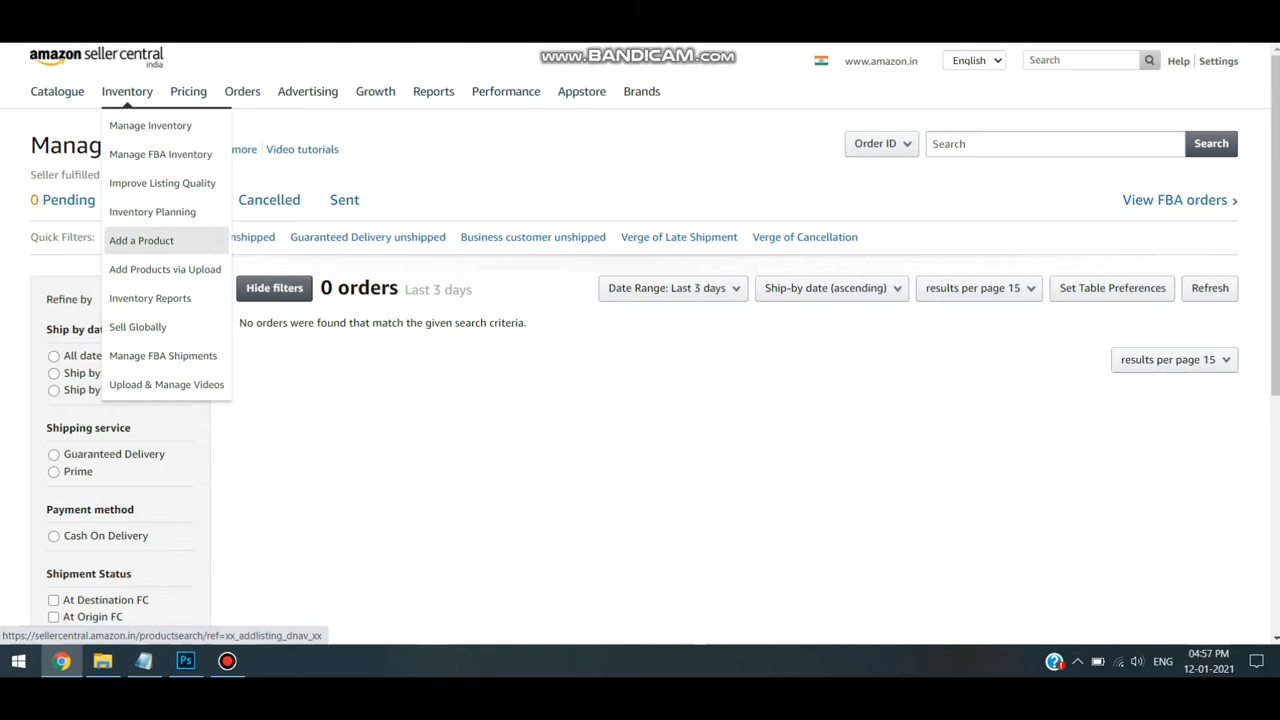 www.BANDICAM.com
amazon seller central
india
www.amazon.in
English
Search
Help | Settings
Catalogue Inventory Pricing Orders Advertising Growth Reports Performance Appstore Brands
Manage Inventory
Manage FBA Inventory
Improve Listing Quality
Inventory Planning
Add a Product
Add Products via Upload
Inventory Reports
Sell Globally
Manage FBA Shipments
Upload & Manage Videos
Manag
more | Video tutorials
Order ID
Search
Search
Seller fulfilled
0 Pending
Cancelled
Sent
View FBA orders
Quick Filters:
nshipped
Guaranteed Delivery unshipped
Business customer unshipped
Verge of Late Shipment
Verge of Cancellation
Refine by
Hide filters
0 orders Last 3 days
Date Range: Last 3 days
Ship-by date (ascending)
results per page 15
Set Table Preferences
Refresh
No orders were found that match the given search criteria.
results per page 15
Ship by da
All date
Ship by
Ship by
Shipping service
Guaranteed Delivery
Prime
Payment method
Cash On Delivery
Shipment Status
At Destination FC
At Origin FC
https://sellercentral.amazon.in/productsearch/ref=xx_addlisting_dnav_xx
Ps
ENG
04:57 PM
12-01-2021